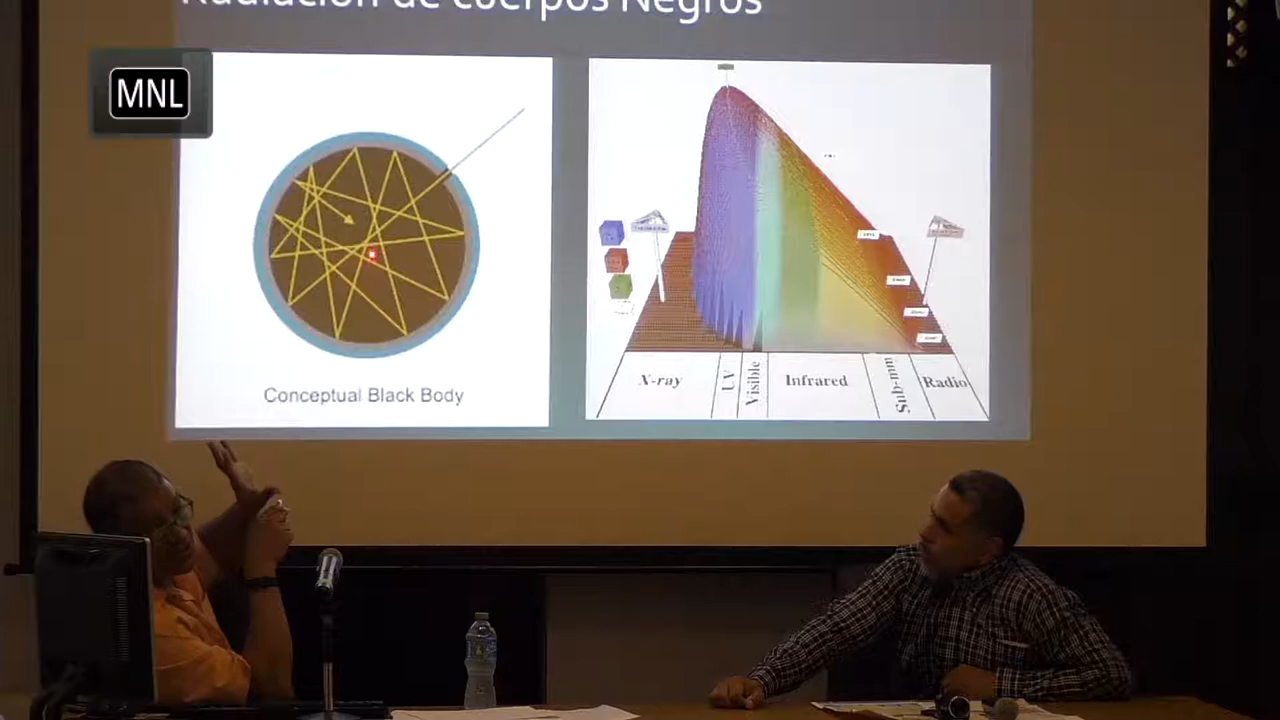 Radiación de cuerpos Negros
MNL
Conceptual Black Body
X-ray
UV
Visible
Infrared
Sub-mm
Radio